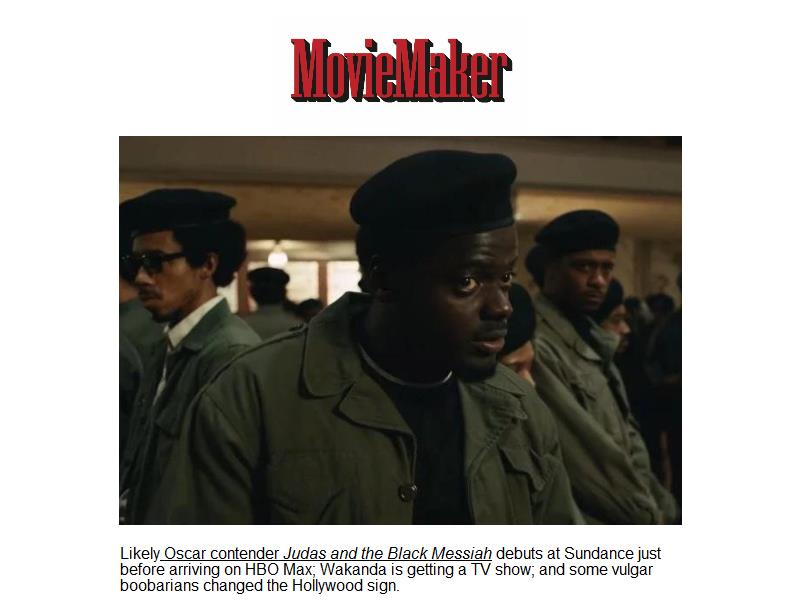 MovieMaker
Likely Oscar contender Judas and the Black Messiah debuts at Sundance just
before arriving on HBO Max; Wakanda is getting a TV show; and some vulgar
boobarians changed the Hollywood sign.